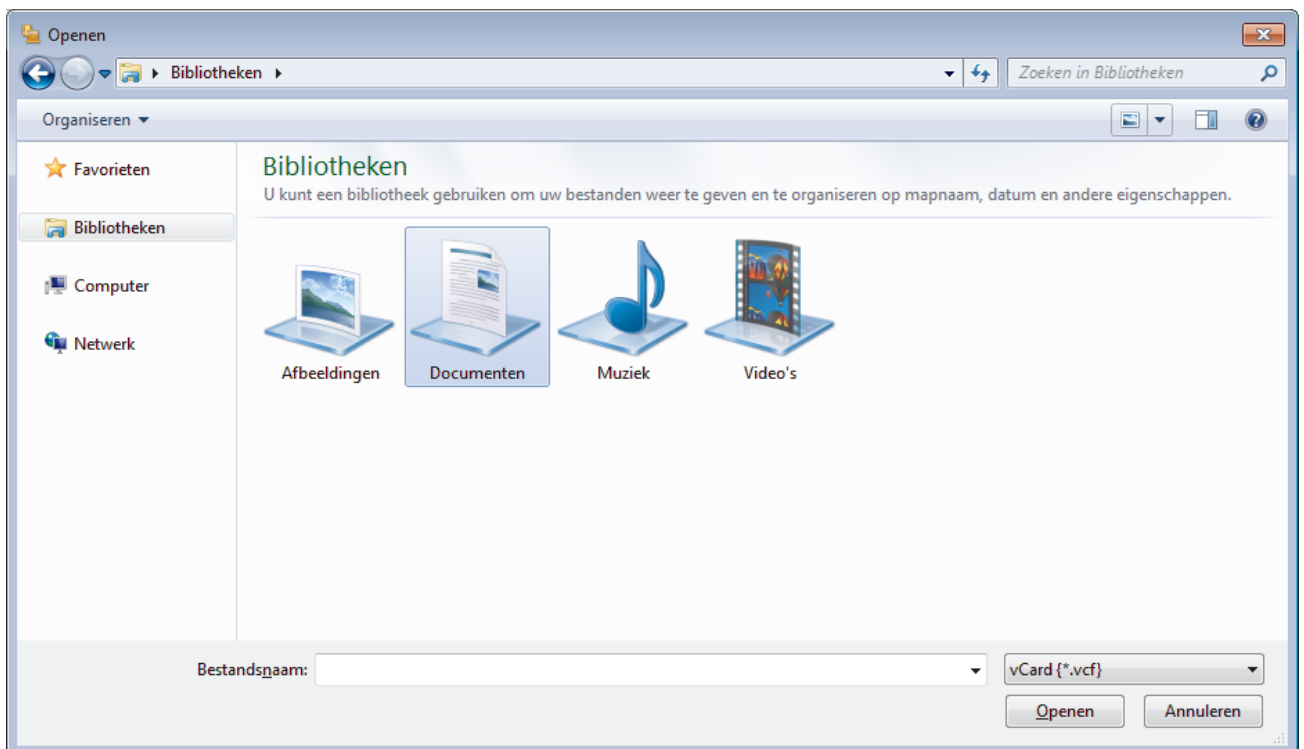 Openen
Bibliotheken
Zoeken in Bibliotheken
Organiseren
Favorieten
Bibliotheken
Computer
Netwerk
Bibliotheken
U kunt een bibliotheek gebruiken om uw bestanden weer te geven en te organiseren op mapnaam, datum en andere eigenschappen.
Afbeeldingen Documenten Muziek Video's
Bestandsnaam: vCard {*.vcf}
Openen Annuleren